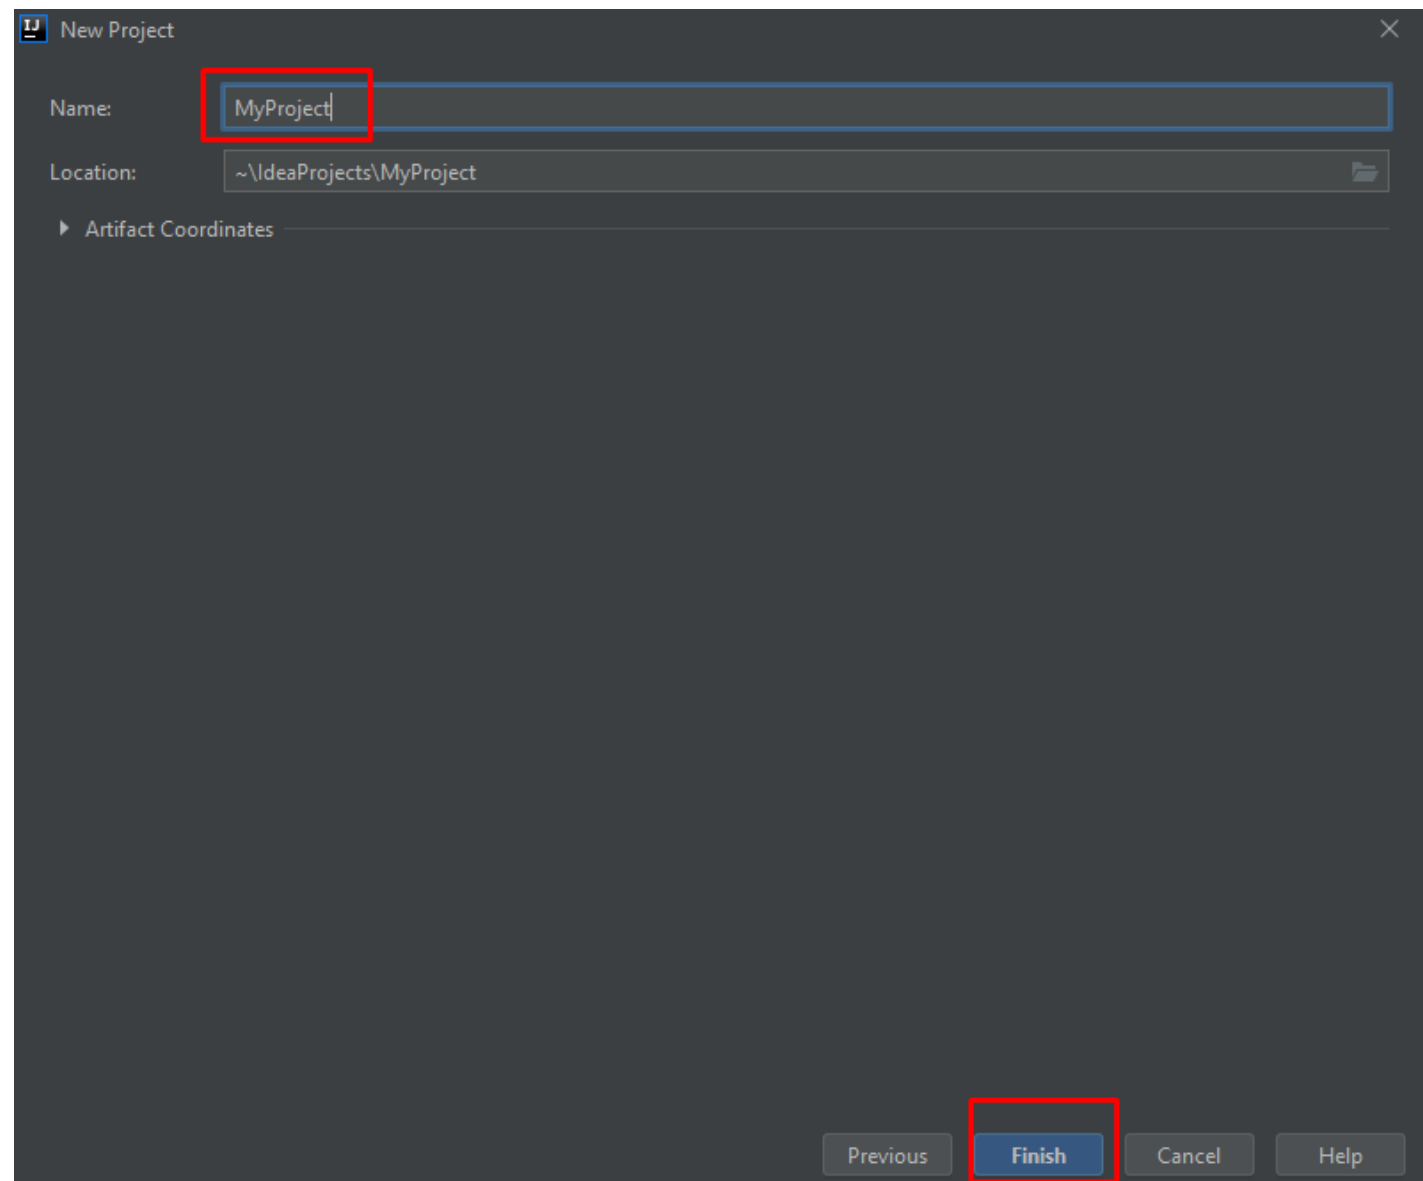 IJ New Project
Name: MyProject
Location: ~\IdeaProjects\MyProject
Artifact Coordinates
Previous Finish Cancel Help